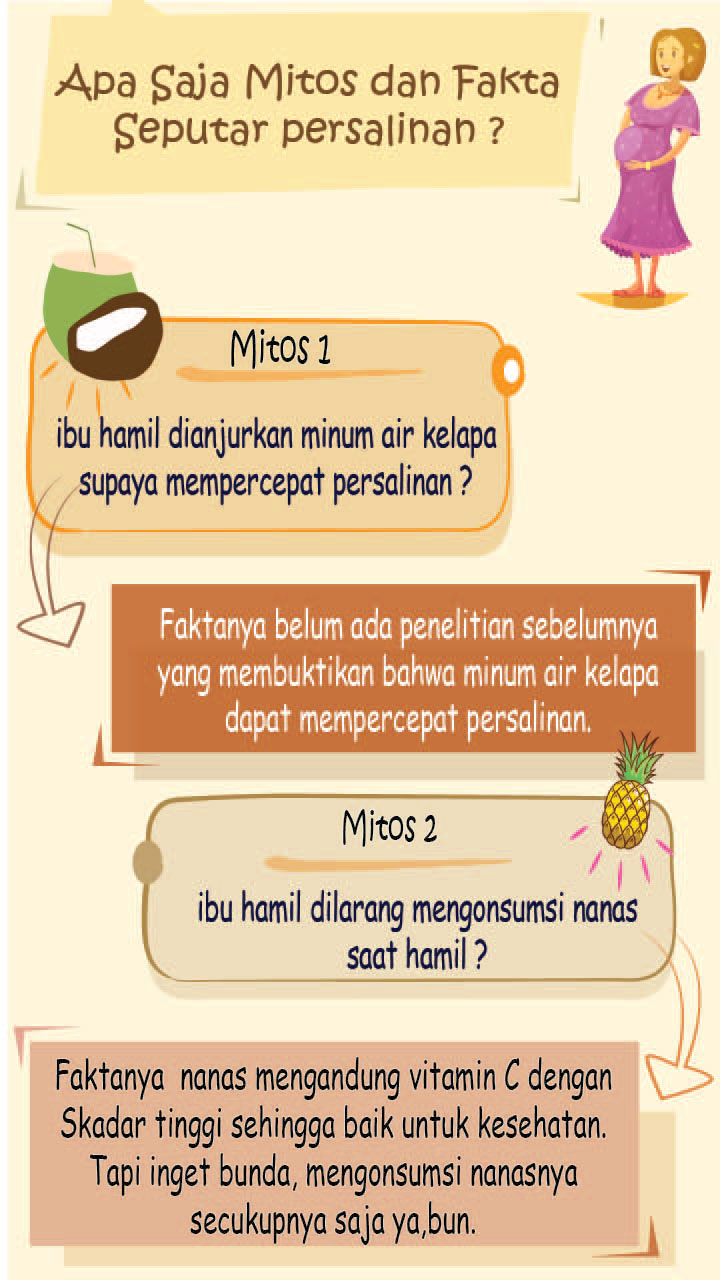 Apa Saja Mitos dan Fakta
Seputar persalinan ?
Mitos 1
ibu hamil dianjurkan minum air kelapa
supaya mempercepat persalinan ?
Faktanya belum ada penelitian sebelumnya
yang membuktikan bahwa minum air kelapa
dapat mempercepat persalinan.
Mitos 2
ibu hamil dilarang mengonsumsi nanas
saat hamil ?
Faktanya nanas mengandung vitamin C dengan
Skadar tinggi sehingga baik untuk kesehatan.
Tapi inget bunda, mengonsumsi nanasnya
secukupnya saja ya,bun.